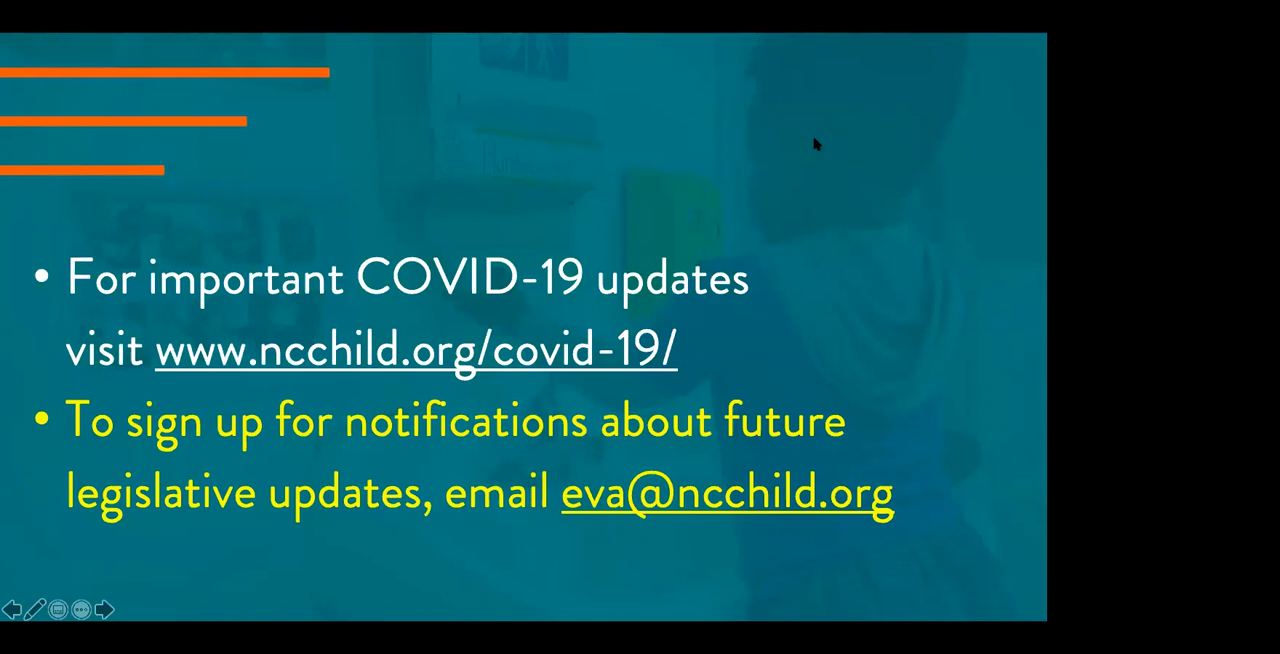 • For important COVID-19 updates
visit www.ncchild.org/covid-19/
• To sign up for notifications about future
legislative updates, email eva@ncchild.org